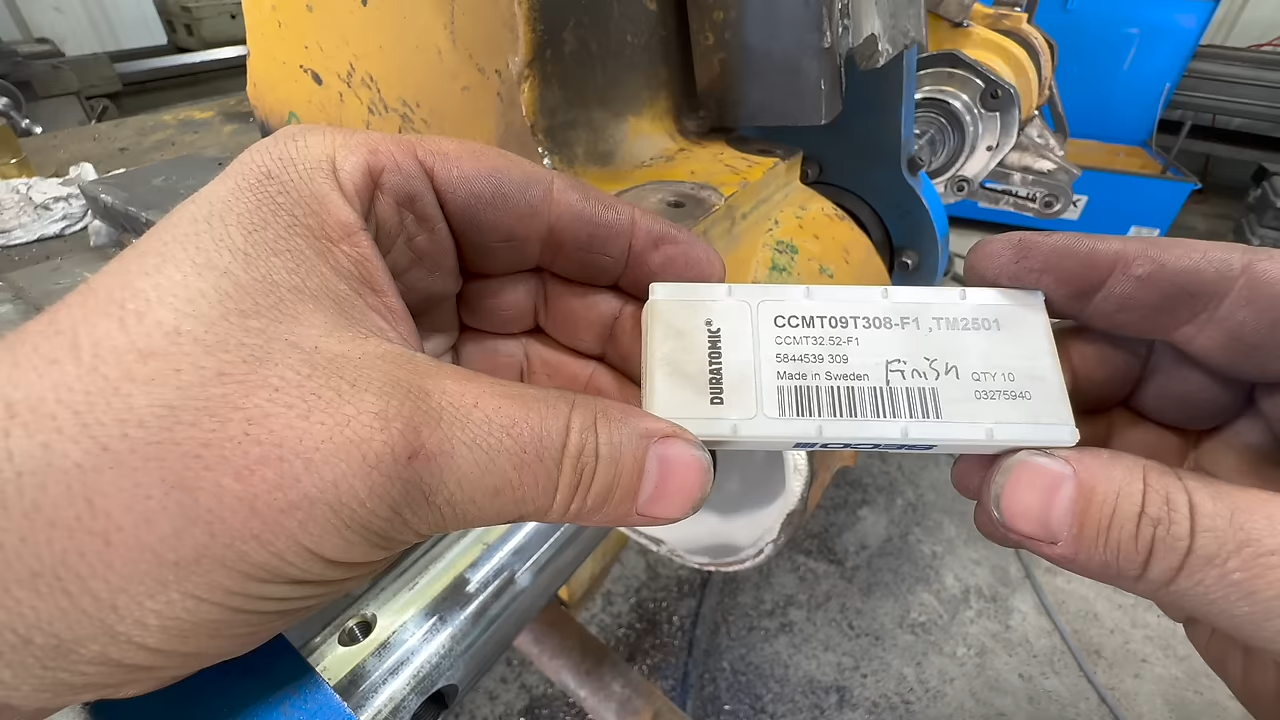 DURATOMIC®
CCMT09T308-F1 ,TM2501
CCMT32.52-F1
5844539 309
Made in Sweden Finish QTY 10
03275940
SECO